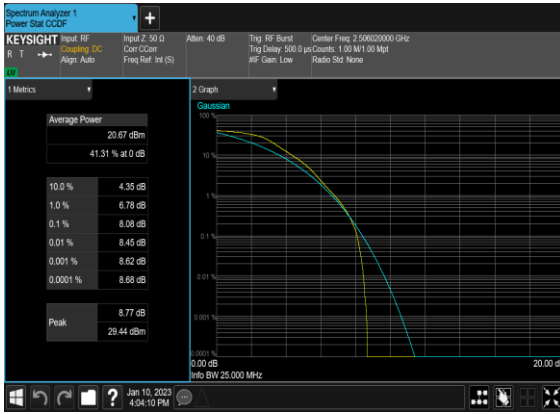 Spectrum Analyzer 1
Power Stat CCDF
KEYSIGHT
R T
LV
Input: RF
Coupling: DC
Align: Auto
Input Z: 50 Ω
Corr CCorr
Freq Ref: Int (S)
Atten: 40 dB
Trig: RF Burst
Trig Delay: 500.0 µs
#IF Gain: Low
Center Freq: 2.506020000 GHz
Counts: 1.00 M/1.00 Mpt
Radio Std: None
1 Metrics
Average Power
20.67 dBm
41.31 % at 0 dB
10.0 % 4.35 dB
1.0 % 6.78 dB
0.1 % 8.08 dB
0.01 % 8.45 dB
0.001 % 8.62 dB
0.0001 % 8.68 dB
Peak
8.77 dB
29.44 dBm
2 Graph
Gaussian
100 %
10 %
1 %
0.1 %
0.01 %
0.001 %
0.0001 %
0.00 dB
20.00 d
Info BW 25.000 MHz
?
Jan 10, 2023
4:04:10 PM